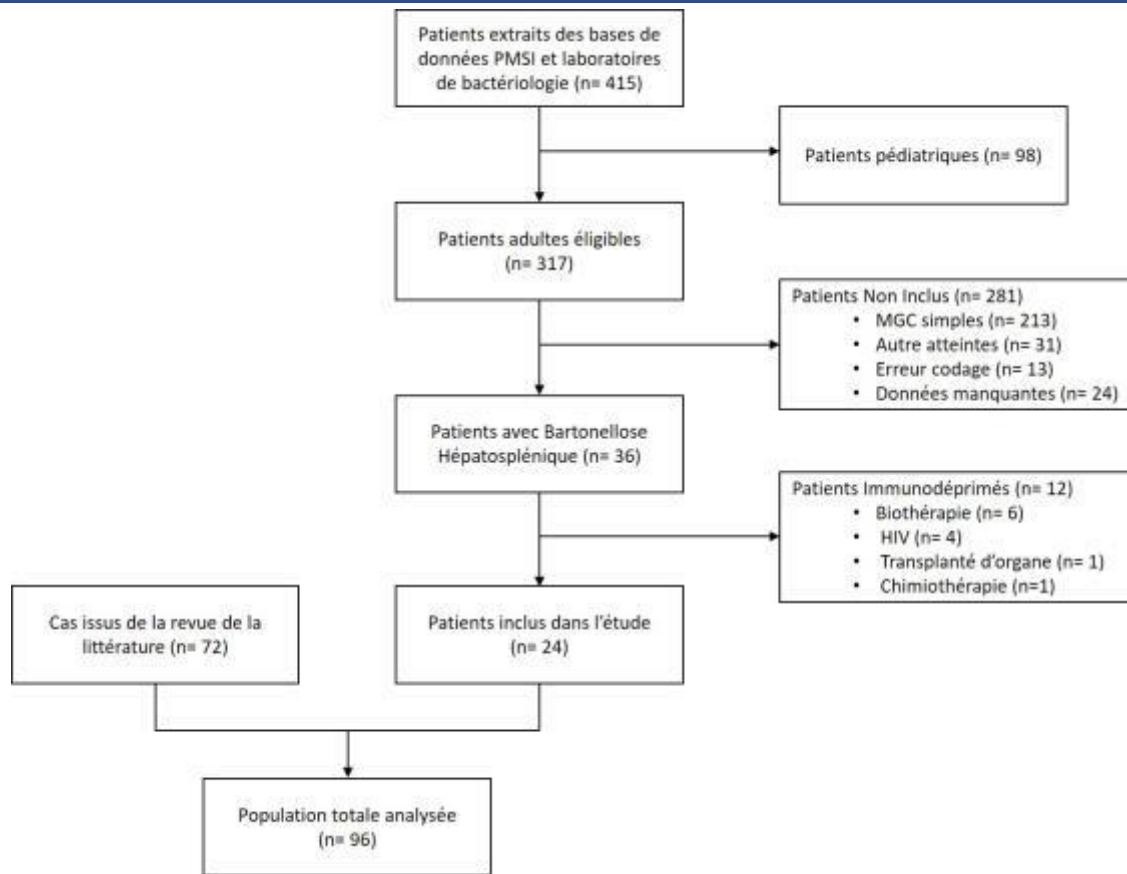 Patients extraits des bases de
données PMSI et laboratoires
de bactériologie (n= 415)
Patients pédiatriques (n= 98)
Patients adultes éligibles
(n= 317)
Patients Non Inclus (n= 281)
• MGC simples (n= 213)
• Autre atteintes (n= 31)
• Erreur codage (n= 13)
• Données manquantes (n= 24)
Patients avec Bartonellose
Hépatosplénique (n= 36)
Patients Immunodéprimés (n= 12)
• Biothérapie (n= 6)
• HIV (n= 4)
• Transplanté d'organe (n= 1)
• Chimiothérapie (n=1)
Cas issus de la revue de la
littérature (n= 72)
Patients inclus dans l'étude
(n= 24)
Population totale analysée
(n= 96)